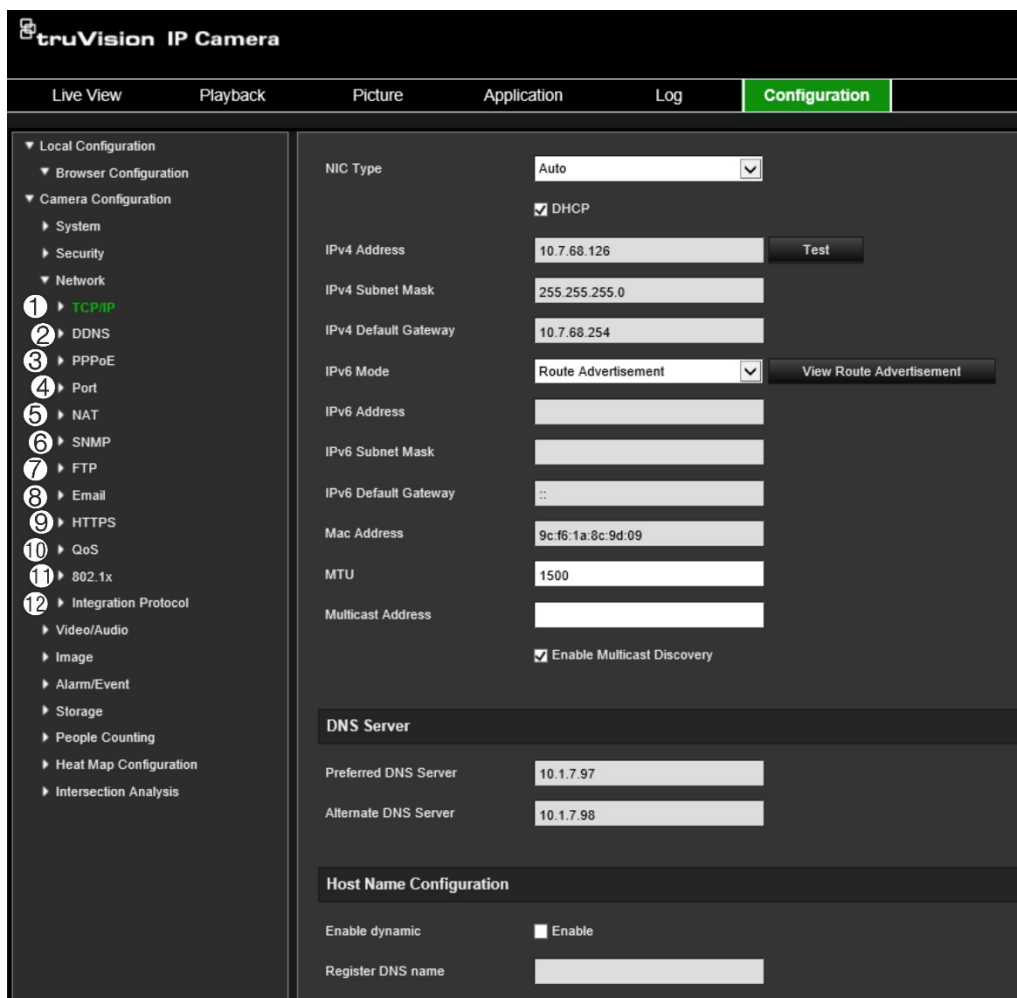 truVision IP Camera
Live View Playback Picture Application Log Configuration
Local Configuration
Browser Configuration
Camera Configuration
System
Security
Network
1 TCP/IP
2 DDNS
3 PPPoE
4 Port
5 NAT
6 SNMP
7 FTP
8 Email
9 HTTPS
10 QoS
11 802.1x
12 Integration Protocol
Video/Audio
Image
Alarm/Event
Storage
People Counting
Heat Map Configuration
Intersection Analysis
NIC Type Auto
DHCP
IPv4 Address 10.7.68.126 Test
IPv4 Subnet Mask 255.255.255.0
IPv4 Default Gateway 10.7.68.254
IPv6 Mode Route Advertisement View Route Advertisement
IPv6 Address
IPv6 Subnet Mask
IPv6 Default Gateway ::
Mac Address 9c:f6:1a:8c:9d:09
MTU 1500
Multicast Address
Enable Multicast Discovery
DNS Server
Preferred DNS Server 10.1.7.97
Alternate DNS Server 10.1.7.98
Host Name Configuration
Enable dynamic Enable
Register DNS name